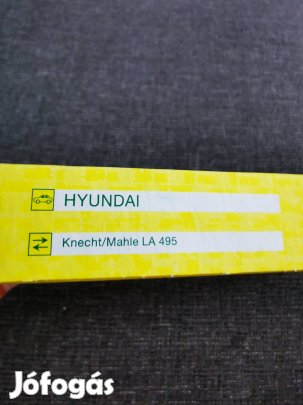 HYUNDAI
Knecht/Mahle LA 495
Jófogás